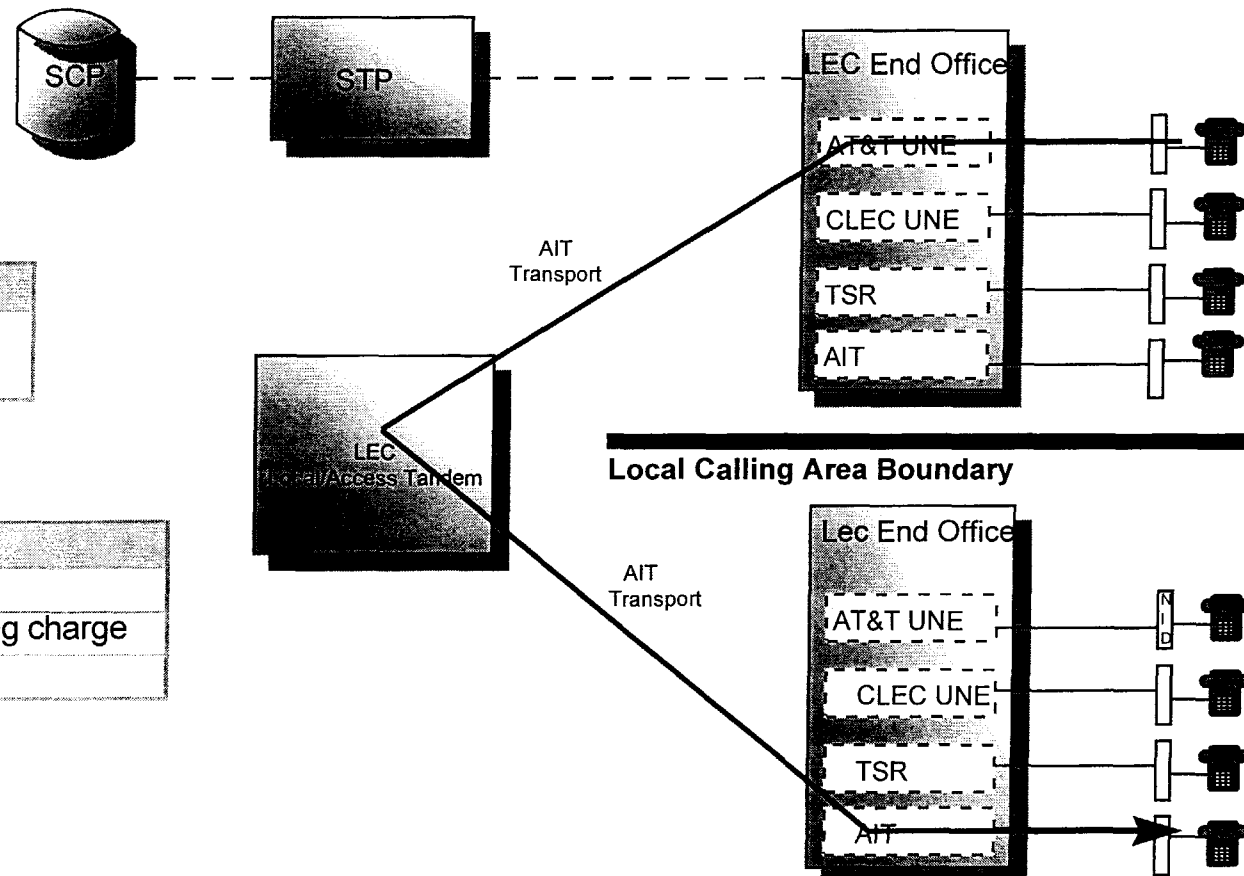 SCP
STP
LEC End Office
AT&T UNE
CLEC UNE
TSR
AIT
AIT
Transport
LEC
Local/Access Tandem
Local Calling Area Boundary
Lec End Office
AT&T UNE
CLEC UNE
TSR
AIT
NID
AIT
Transport
g charge